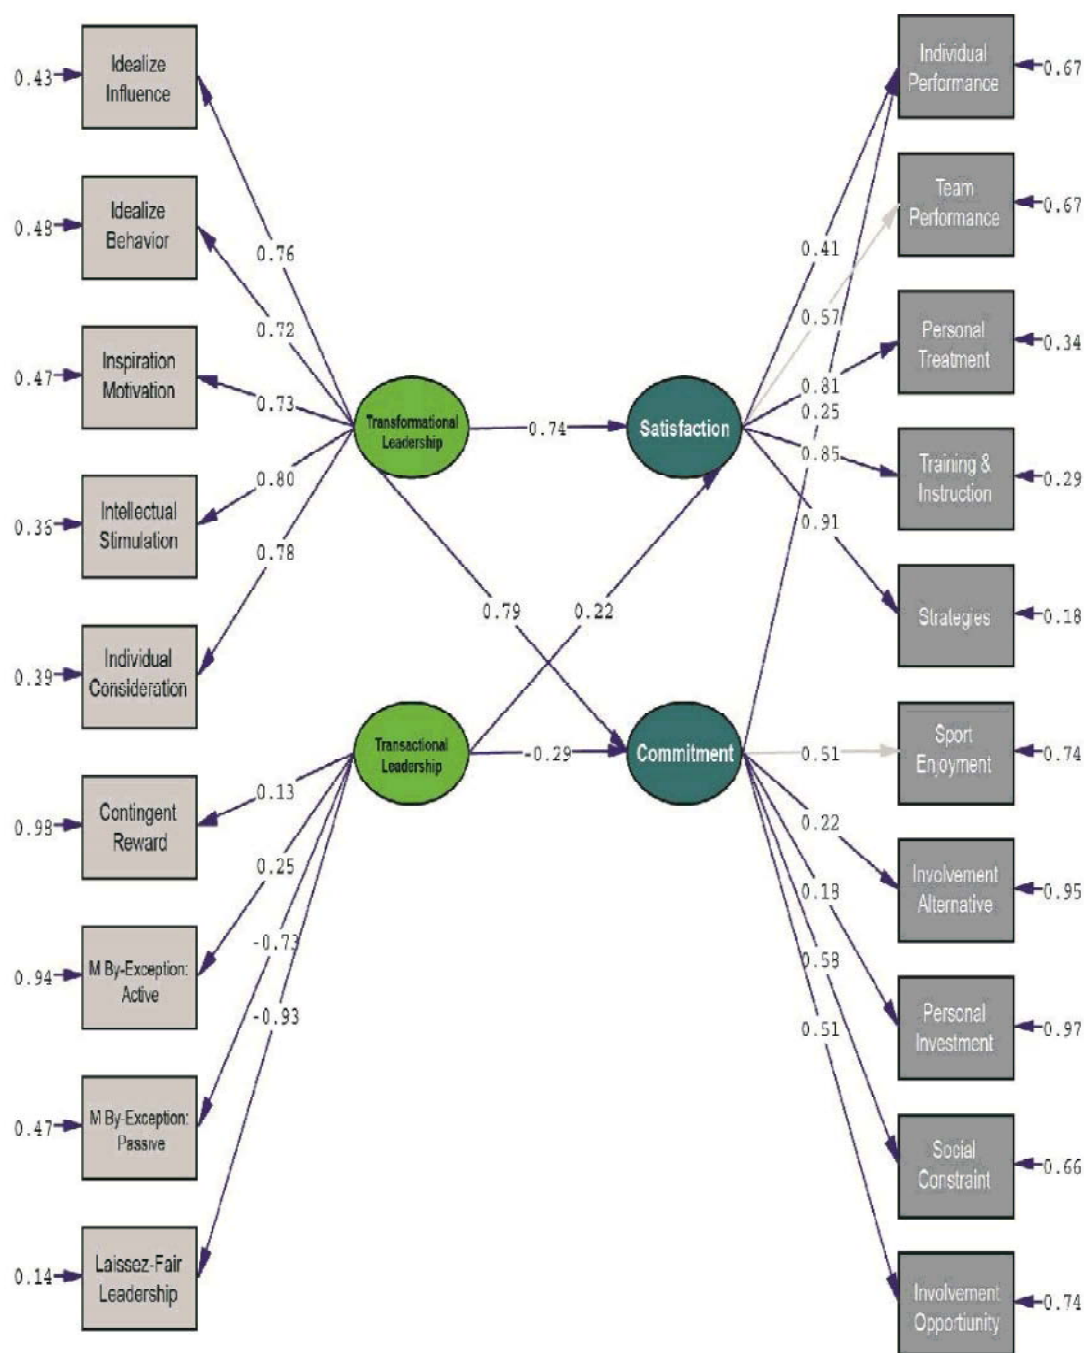 0.43
Idealize
Influence
0.48
Idealize
Behavior
0.47
Inspiration
Motivation
0.36
Intellectual
Stimulation
0.39
Individual
Consideration
0.98
Contingent
Reward
0.94
M By-Exception:
Active
0.47
M By-Exception:
Passive
0.14
Laissez-Fair
Leadership
0.76
0.72
0.73
0.80
0.78
0.13
0.25
-0.73
-0.93
Transformational
Leadership
Transactional
Leadership
0.74
0.79
0.22
-0.29
Satisfaction
Commitment
0.41
0.57
0.81
0.25
0.85
0.91
0.51
0.22
0.18
0.58
0.51
Individual
Performance
0.67
Team
Performance
0.67
Personal
Treatment
0.34
Training &
Instruction
0.29
Strategies
0.18
Sport
Enjoyment
0.74
Involvement
Alternative
0.95
Personal
Investment
0.97
Social
Constraint
0.66
Involvement
Opportiunity
0.74